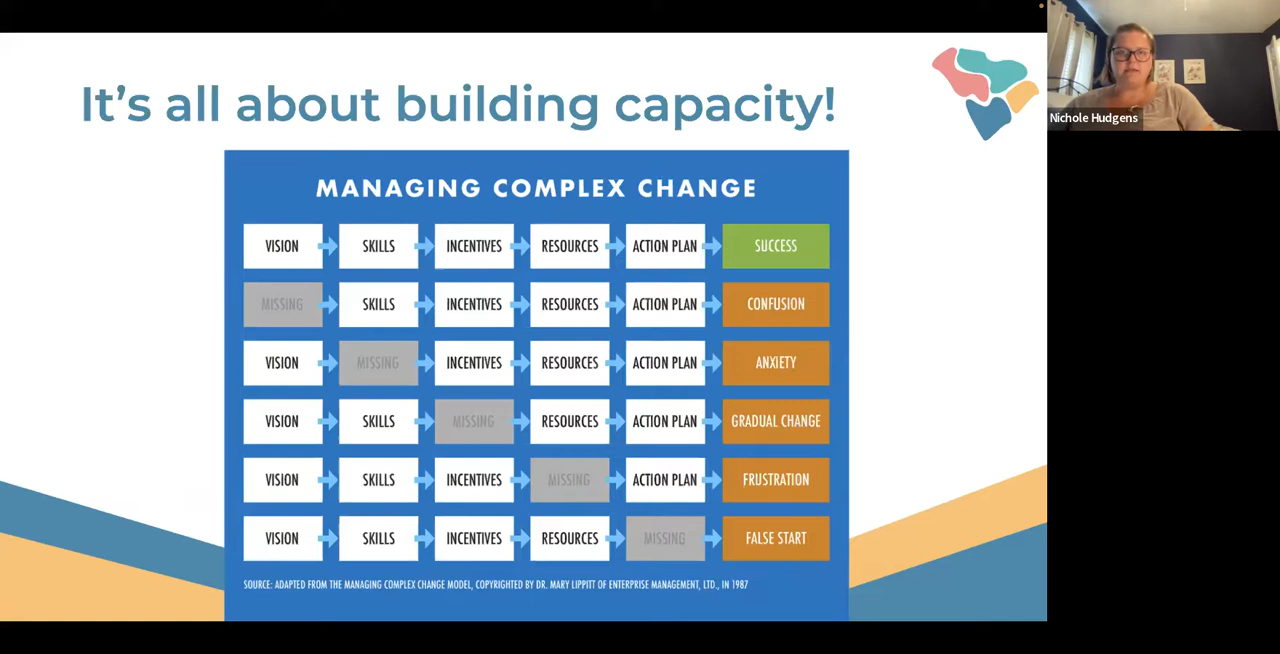 It's all about building capacity!
Nichole Hudgens
MANAGING COMPLEX CHANGE
VISION SKILLS INCENTIVES RESOURCES ACTION PLAN SUCCESS
MISSING SKILLS INCENTIVES RESOURCES ACTION PLAN CONFUSION
VISION MISSING INCENTIVES RESOURCES ACTION PLAN ANXIETY
VISION SKILLS MISSING RESOURCES ACTION PLAN GRADUAL CHANGE
VISION SKILLS INCENTIVES MISSING ACTION PLAN FRUSTRATION
VISION SKILLS INCENTIVES RESOURCES MISSING FALSE START
SOURCE: ADAPTED FROM THE MANAGING COMPLEX CHANGE MODEL, COPYRIGHTED BY DR. MARY LIPPITT OF ENTERPRISE MANAGEMENT, LTD., IN 1987